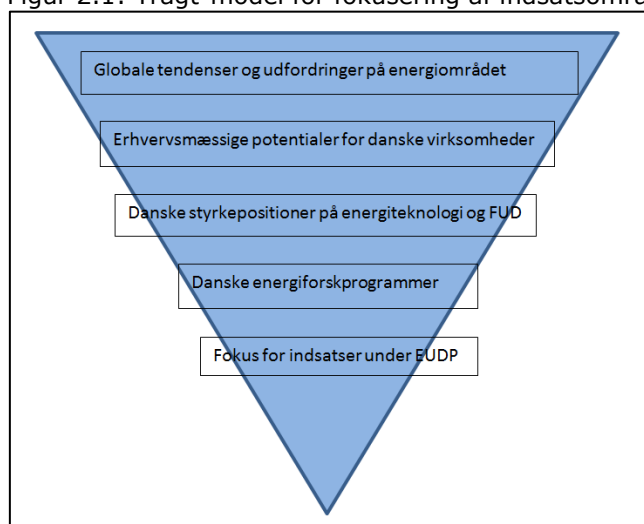 Figur 2.1: Tragt-model for fokusering af indsatsområ
Globale tendenser og udfordringer på energiområdet
Erhvervsmæssige potentialer for danske virksomheder
Danske styrkepositioner på energiteknologi og FUD
Danske energiforskprogrammer
Fokus for indsatser under EUDP